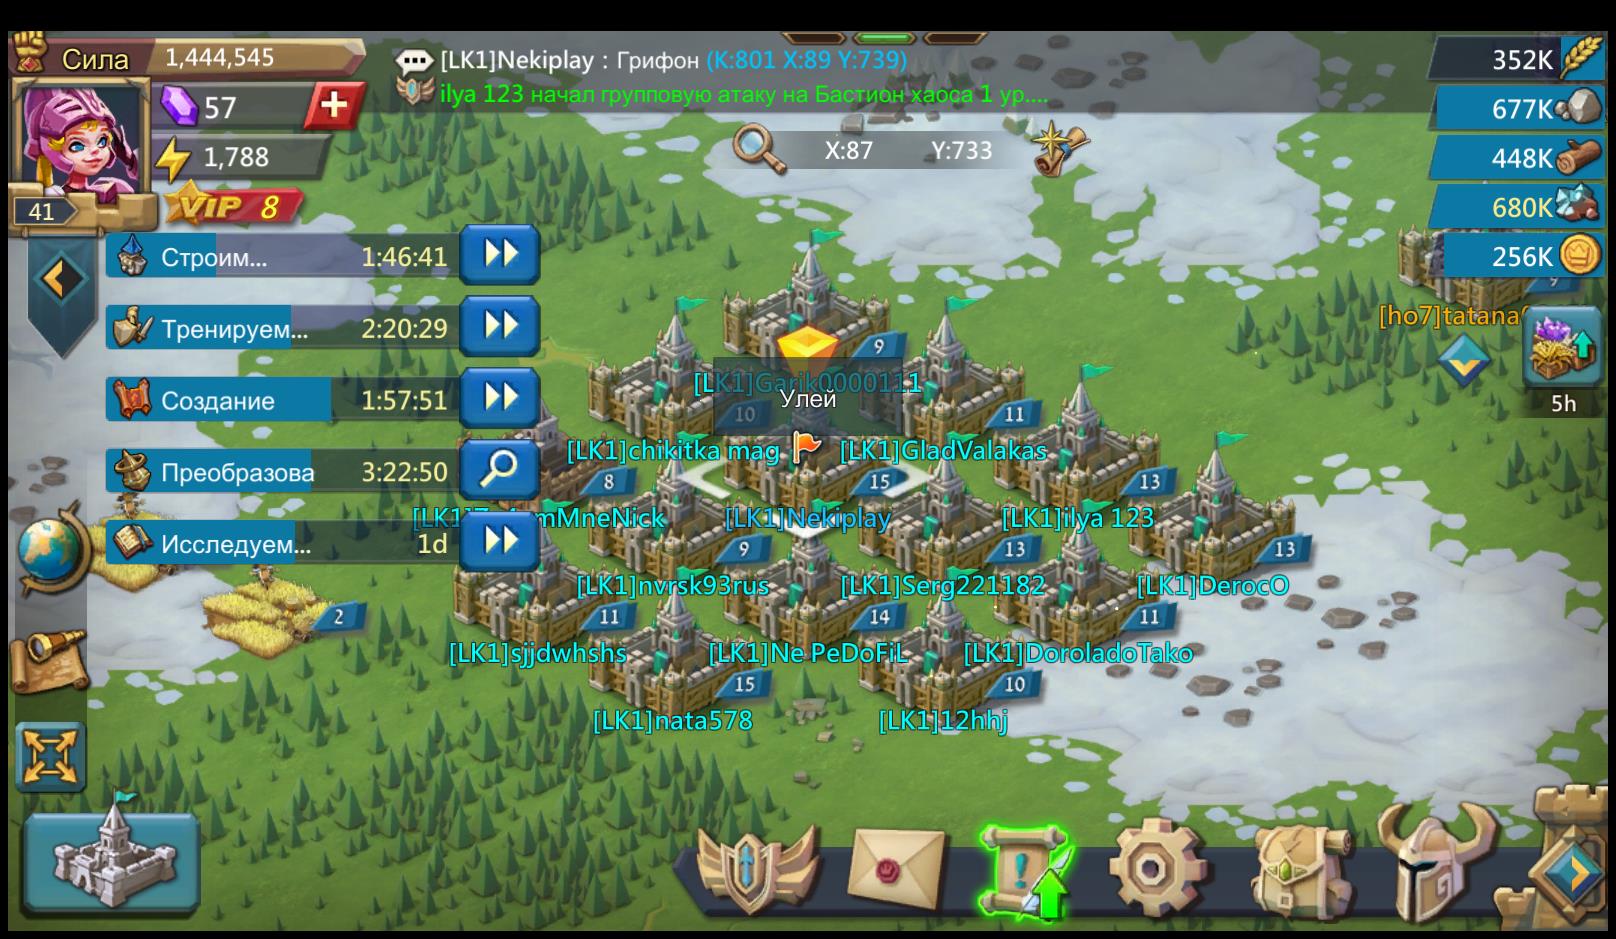 Сила 1,444,545
[LK1]Nekiplay : Грифон (K:801 X:89 Y:739)
ilya 123 начал групповую атаку на Бастион хаоса 1 ур....
57
1,788
41
VIP 8
X:87 Y:733
352K
677K
448K
680K
256K
Строим... 1:46:41
Тренируем... 2:20:29
Создание 1:57:51
Преобразова 3:22:50
Исследуем... 1d
9
[ho7]tatana
5h
9
[LK1]Garik0000111
Улей
10
11
[LK1]chikitka mag
[LK1]GladValakas
8
15
13
mMneNick
[LK1]Nekiplay
[LK1]ilya 123
9
13
13
[LK1]nvrsk93rus
[LK1]Serg221182
[LK1]DerocO
2
11
14
11
[LK1]sjjdwhshs
[LK1]Ne PeDoFiL
[LK1]DoroladoTako
15
10
[LK1]nata578
[LK1]12hhj